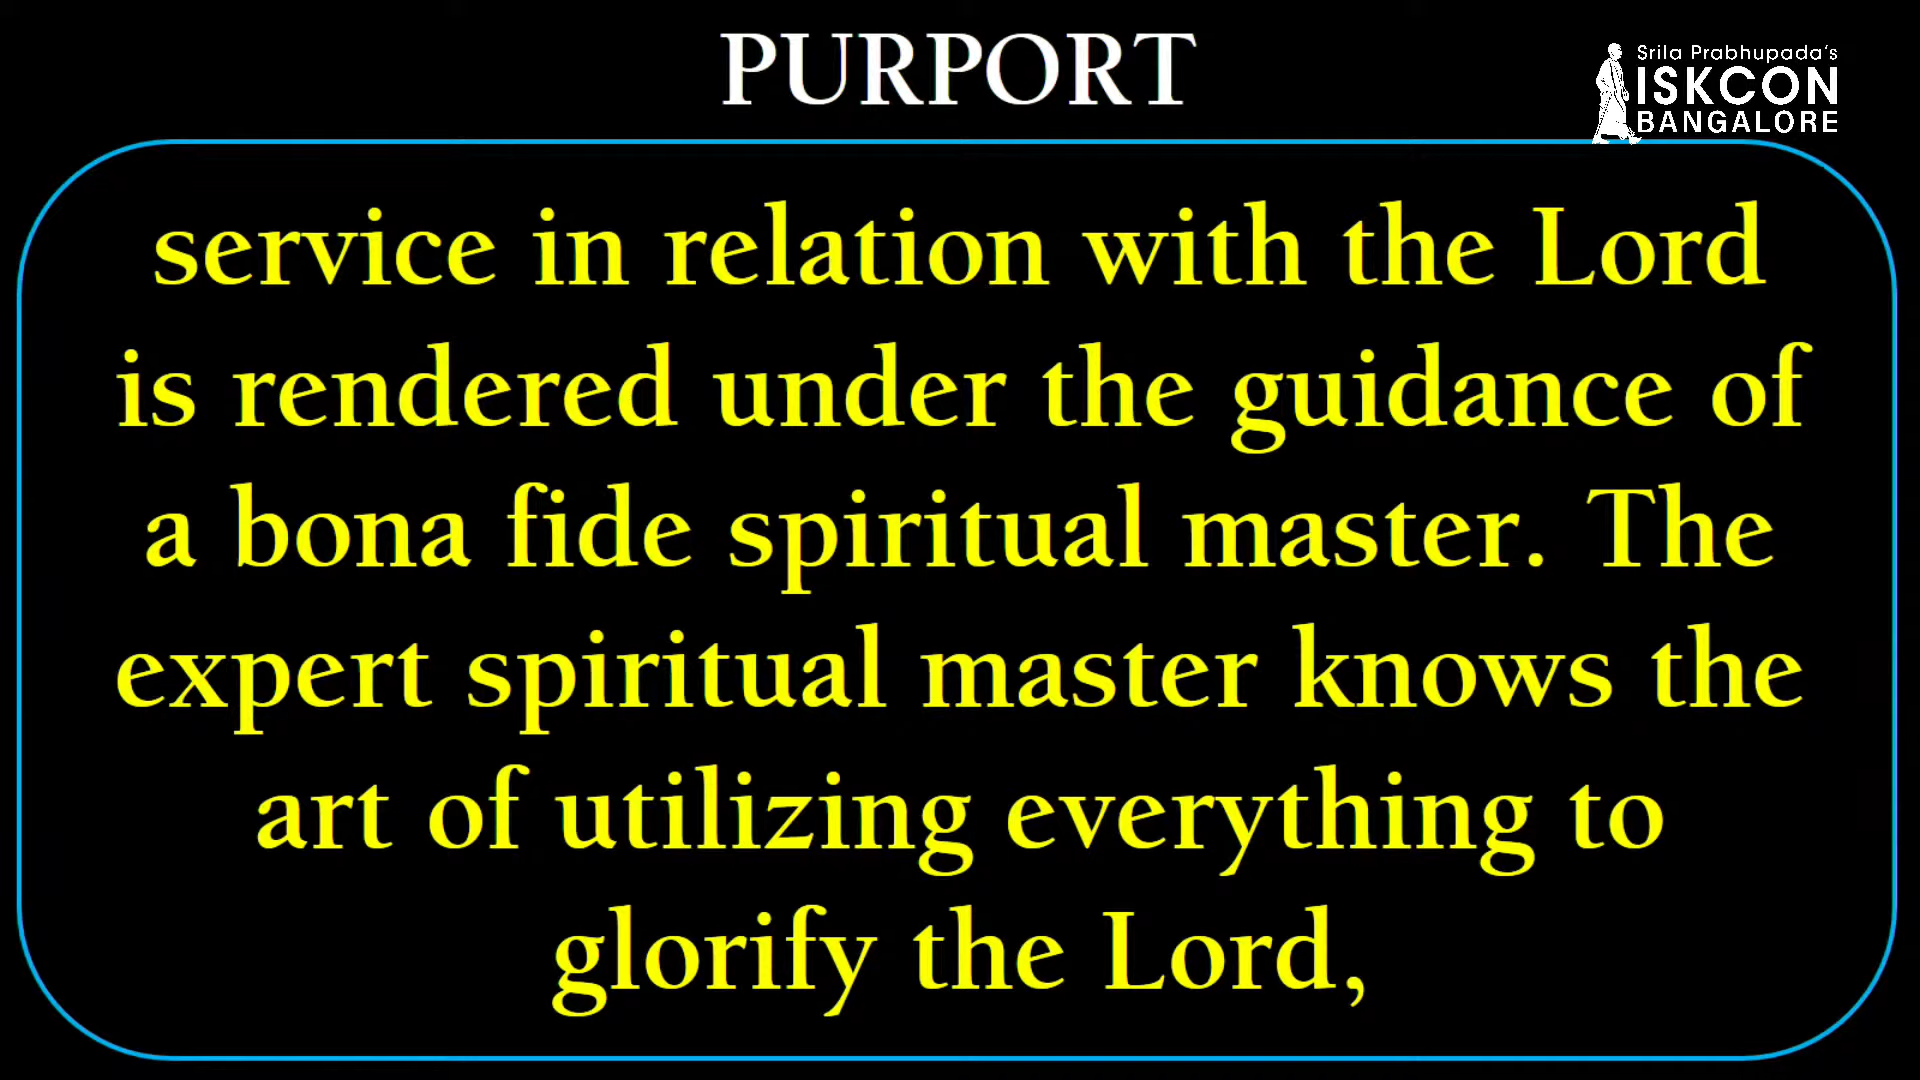 PURPORT
Srila Prabhupada's
ISKCON
BANGALORE
service in relation with the Lord
is rendered under the guidance of
a bona fide spiritual master. The
expert spiritual master knows the
art of utilizing everything to
glorify the Lord,